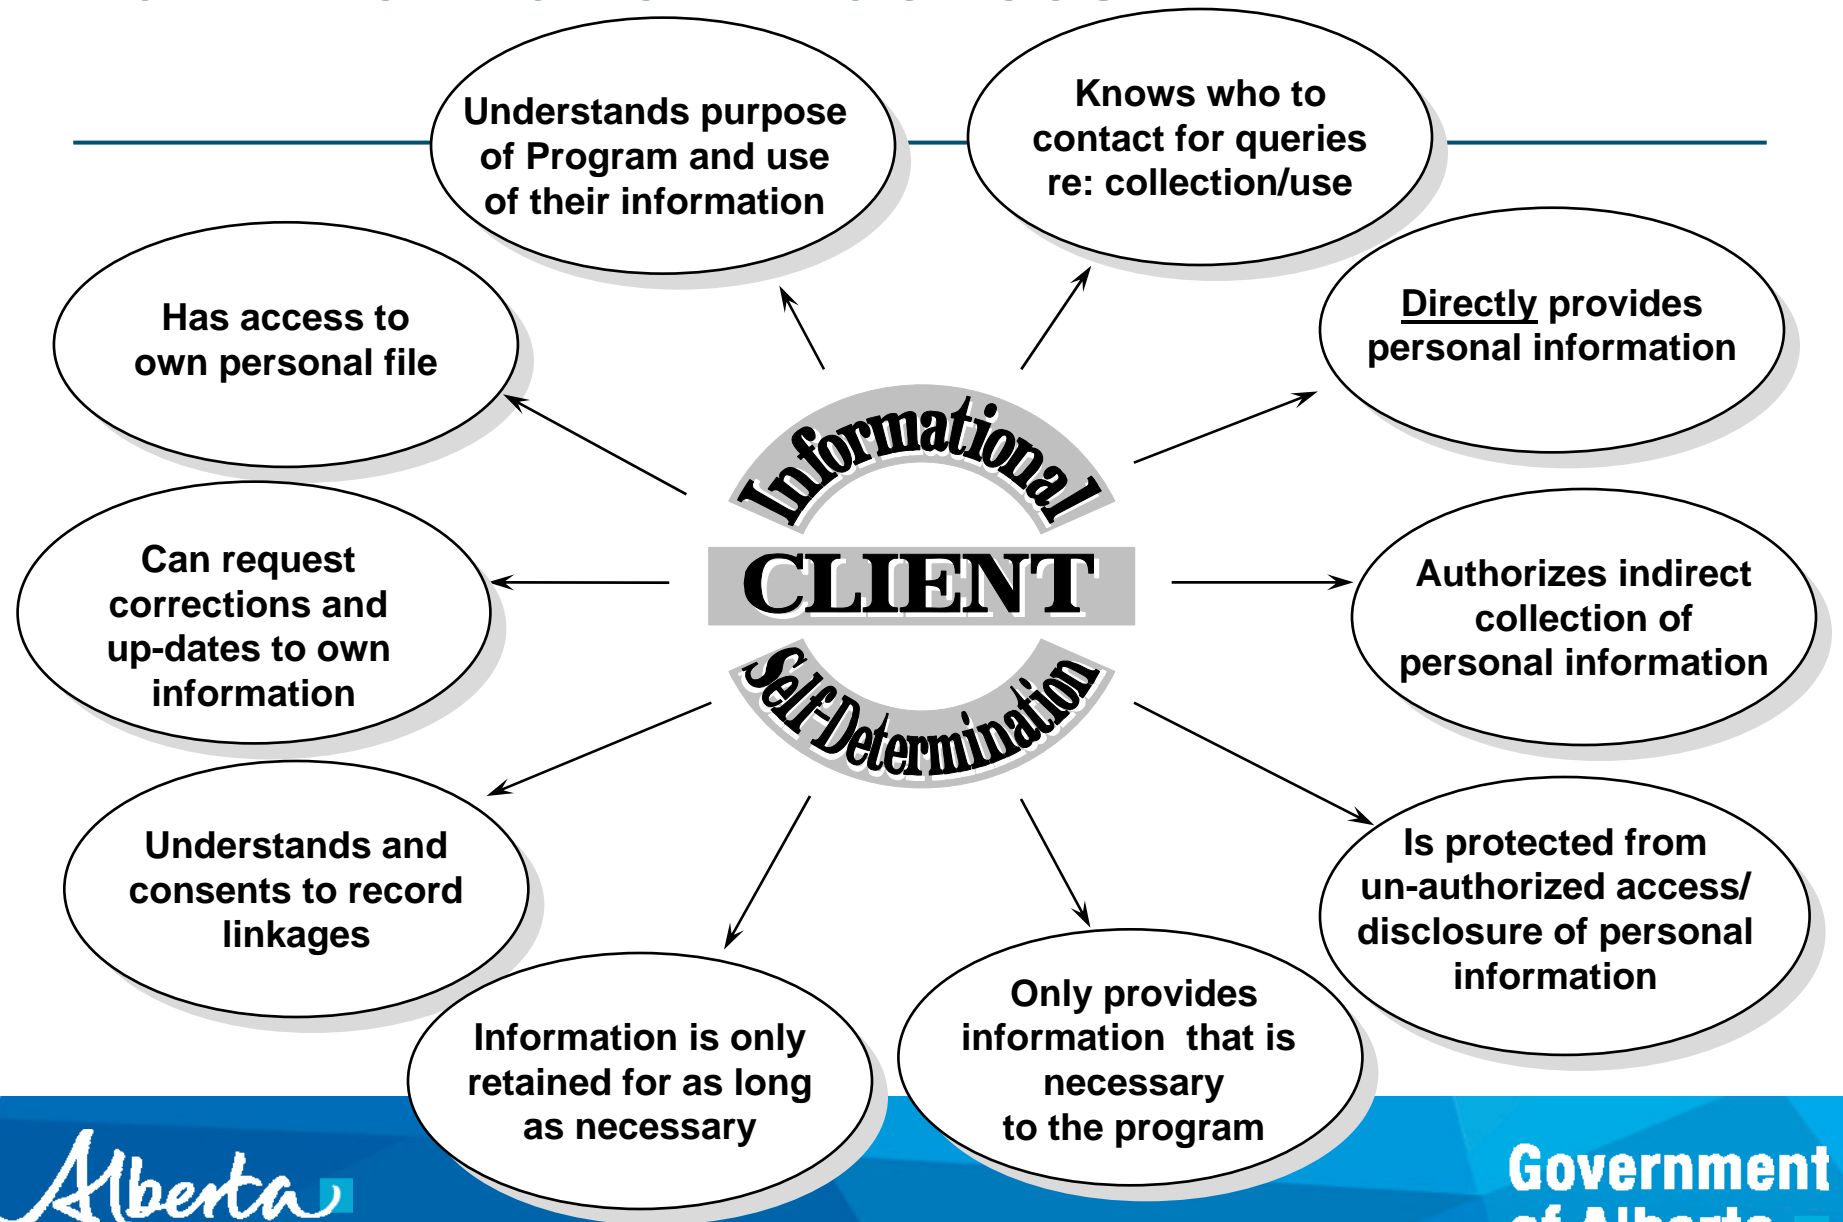 Understands purpose
of Program and use
of their information
Knows who to
contact for queries
re: collection/use
Has access to
own personal file
Directly provides
personal information
Informational
CLIENT
Self-Determination
Can request
corrections and
up-dates to own
information
Authorizes indirect
collection of
personal information
Understands and
consents to record
linkages
Is protected from
un-authorized access/
disclosure of personal
information
Information is only
retained for as long
as necessary
Only provides
information  that is
necessary
to the program
Alberta
Government
of Alberta